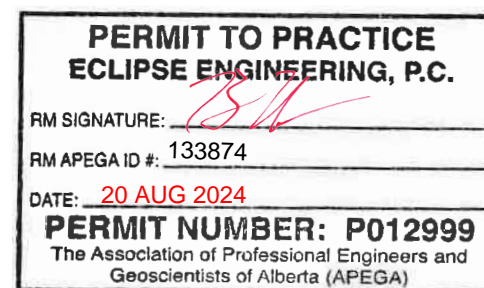 PERMIT TO PRACTICE
ECLIPSE ENGINEERING, P.C.
RM SIGNATURE:
RM APEGA ID #: 133874
DATE: 20 AUG 2024
PERMIT NUMBER: P012999
The Association of Professional Engineers and
Geoscientists of Alberta (APEGA)